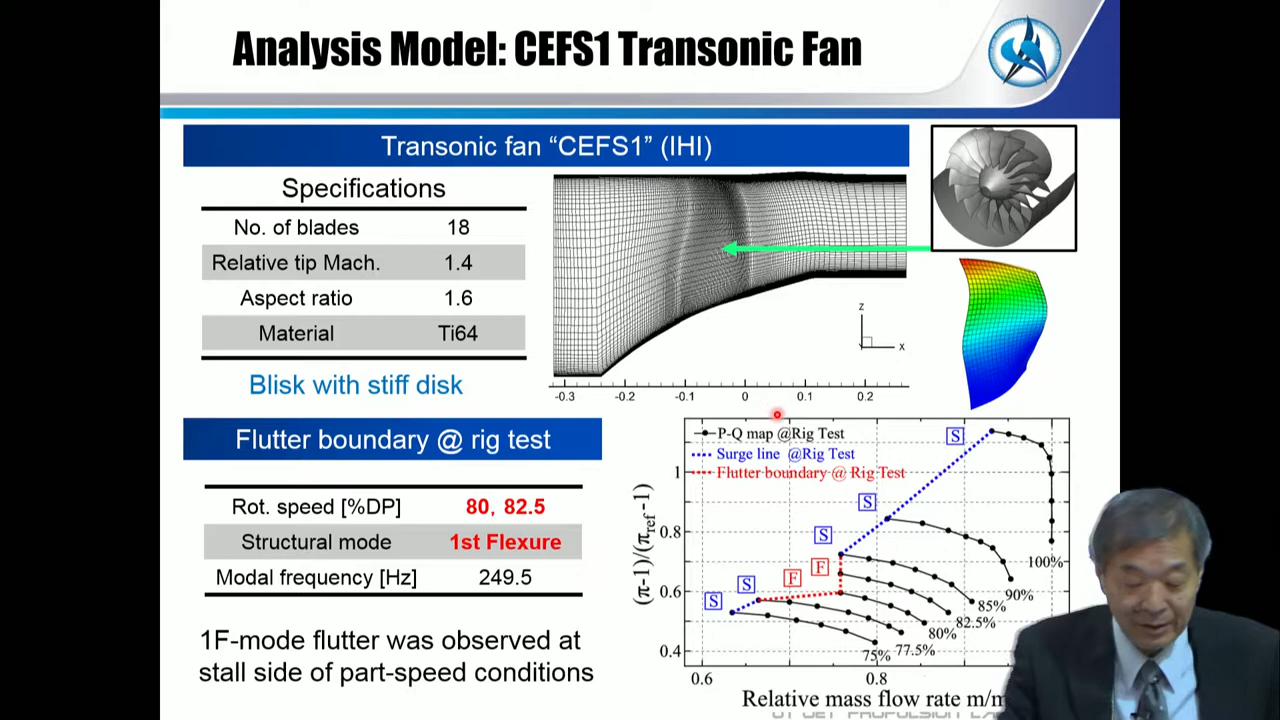 Analysis Model: CEFS1 Transonic Fan
Transonic fan “CEFS1” (IHI)
Specifications
No. of blades 18
Relative tip Mach. 1.4
Aspect ratio 1.6
Material Ti64
Blisk with stiff disk
z
x
-0.3 -0.2 -0.1 0 0.1 0.2
Flutter boundary @ rig test
Rot. speed [%DP] 80, 82.5
Structural mode 1st Flexure
Modal frequency [Hz] 249.5
1F-mode flutter was observed at
stall side of part-speed conditions
P-Q map @Rig Test
Surge line @Rig Test
Flutter boundary @ Rig Test
(π-1)/(πref-1)
1
0.8
0.6
0.4
S
S
S
F
F
S
S
100%
90%
85%
82.5%
80%
77.5%
75%
0.6 0.8
Relative mass flow rate m/m
UT JET PROPULSION